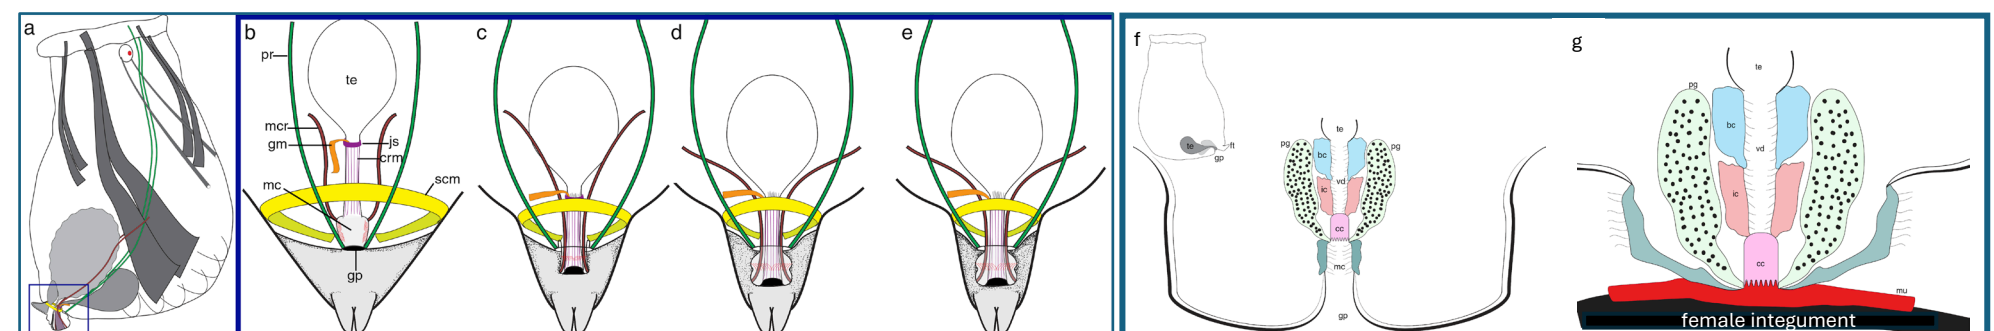 a
b
pr
te
mcr
gm
js
crm
mc
scm
gp
c
d
e
f
te
ft
gp
te
pg
bc
pg
vd
ic
cc
mc
gp
g
te
pg
bc
vd
ic
cc
mu
female integument